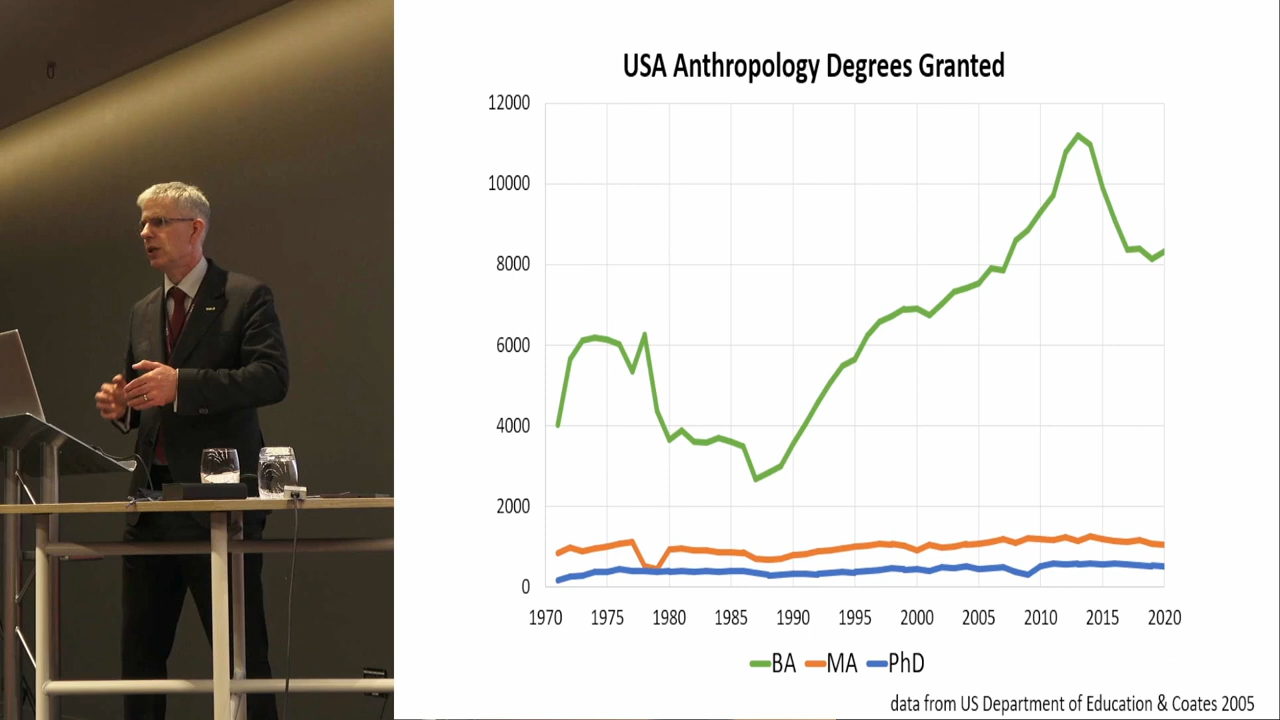 USA Anthropology Degrees Granted
12000
10000
8000
6000
4000
2000
0
1970 1975 1980 1985 1990 1995 2000 2005 2010 2015 2020
BA MA PhD
data from US Department of Education & Coates 2005